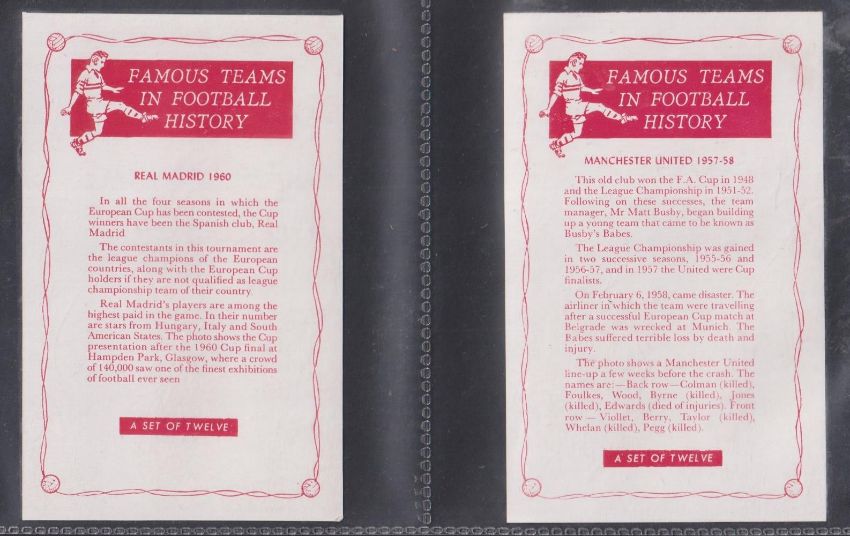 FAMOUS TEAMS
IN FOOTBALL
HISTORY
REAL MADRID 1960
In all the four seasons in which the
European Cup has been contested, the Cup
winners have been the Spanish club, Real
Madrid
The contestants in this tournament are
the league champions of the European
countries, along with the European Cup
holders if they are not qualified as league
championship team of their country.
Real Madrid's players are among the
highest paid in the game. In their number
are stars from Hungary, Italy and South
American States. The photo shows the Cup
presentation after the 1960 Cup final at
Hampden Park, Glasgow, where a crowd
of 140,000 saw one of the finest exhibitions
of football ever seen
A SET OF TWELVE
FAMOUS TEAMS
IN FOOTBALL
HISTORY
MANCHESTER UNITED 1957-58
This old club won the F.A. Cup in 1948
and the League Championship in 1951-52.
Following on these successes, the team
manager, Mr Matt Busby, began building
up a young team that came to be known as
Busby's Babes.
The League Championship was gained
in two successive seasons, 1955-56 and
1956-57, and in 1957 the United were Cup
finalists.
On February 6, 1958, came disaster. The
airliner in which the team were travelling
after a successful European Cup match at
Belgrade was wrecked at Munich. The
Babes suffered terrible loss by death and
injury.
The photo shows a Manchester United
line-up a few weeks before the crash. The
names are:—Back row—Colman (killed),
Foulkes, Wood, Byrne (killed), Jones
(killed), Edwards (died of injuries). Front
row — Viollet, Berry, Taylor (killed),
Whelan (killed), Pegg (killed).
A SET OF TWELVE